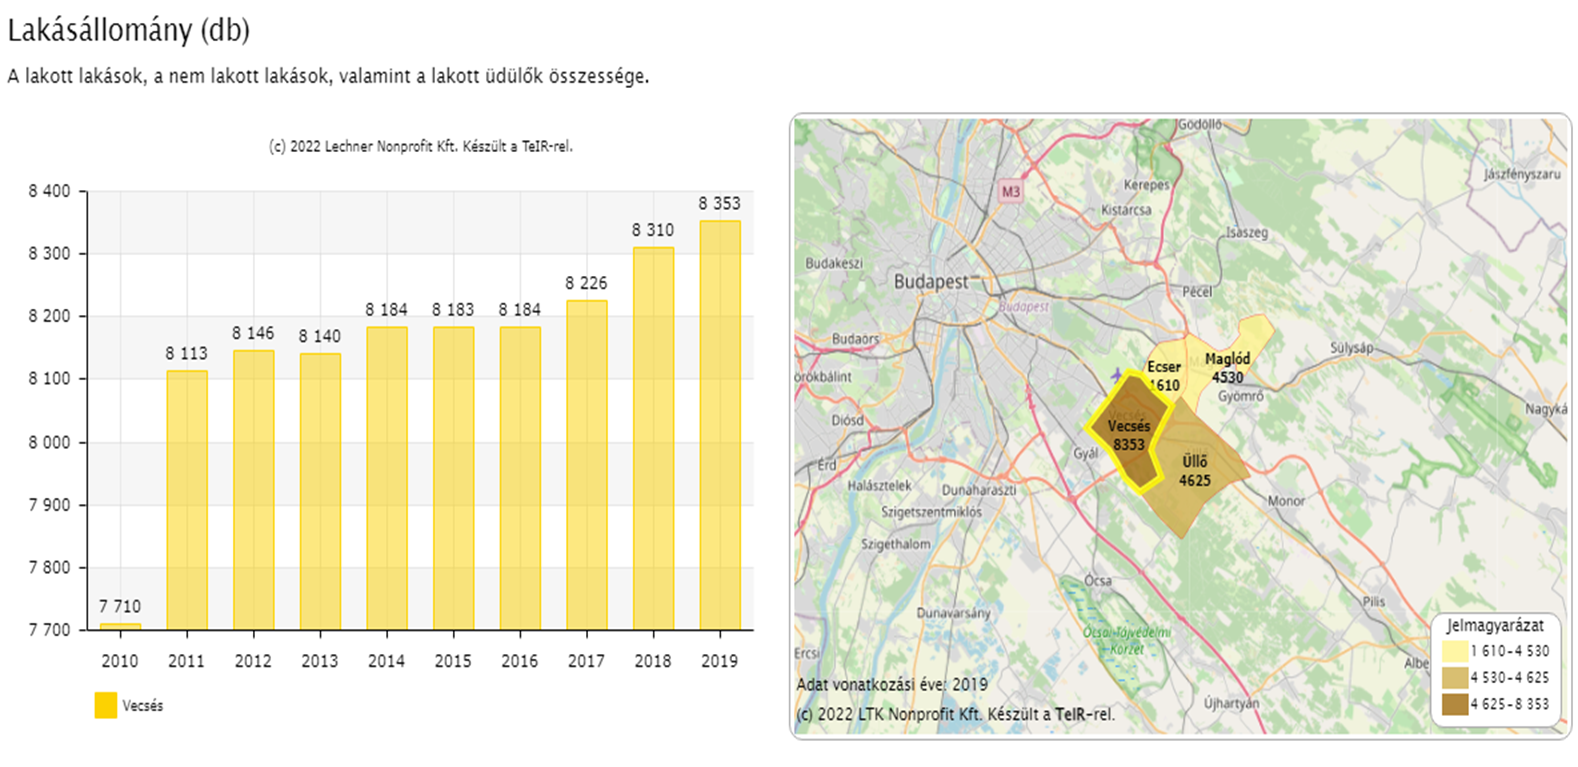 Lakásállomány (db)
A lakott lakások, a nem lakott lakások, valamint a lakott üdülők összessége.
(c) 2022 Lechner Nonprofit Kft. Készült a TeIR-rel.
8 400
8 300
8 200
8 100
8 000
7 900
7 800
7 700
7 710
8 113
8 146
8 140
8 184
8 183
8 184
8 226
8 310
8 353
2010
2011
2012
2013
2014
2015
2016
2017
2018
2019
Vecsés
Gödöllő
Jászfényszaru
M3
Kerepes
Kistarcsa
Isaszeg
Budakeszi
Budapest
Pécel
Budapest
Budaörs
Sülysáp
Maglód
4530
Ecser
1610
örökbálint
Gyömrő
Nagyká
Diósd
Vecsés
Vecsés
8353
Gyál
Üllő
4625
Érd
Halásztelek
Dunaharaszti
Monor
Szigetszentmiklós
Szigethalom
Ócsa
Pilis
Dunavarsány
Ócsai Tájvédelmi
Körzet
Ercsi
Albe
Újhartyán
Adat vonatkozási éve: 2019
(c) 2022 LTK Nonprofit Kft. Készült a TeIR-rel.
Jelmagyarázat
1 610-4 530
4 530-4 625
4 625-8 353